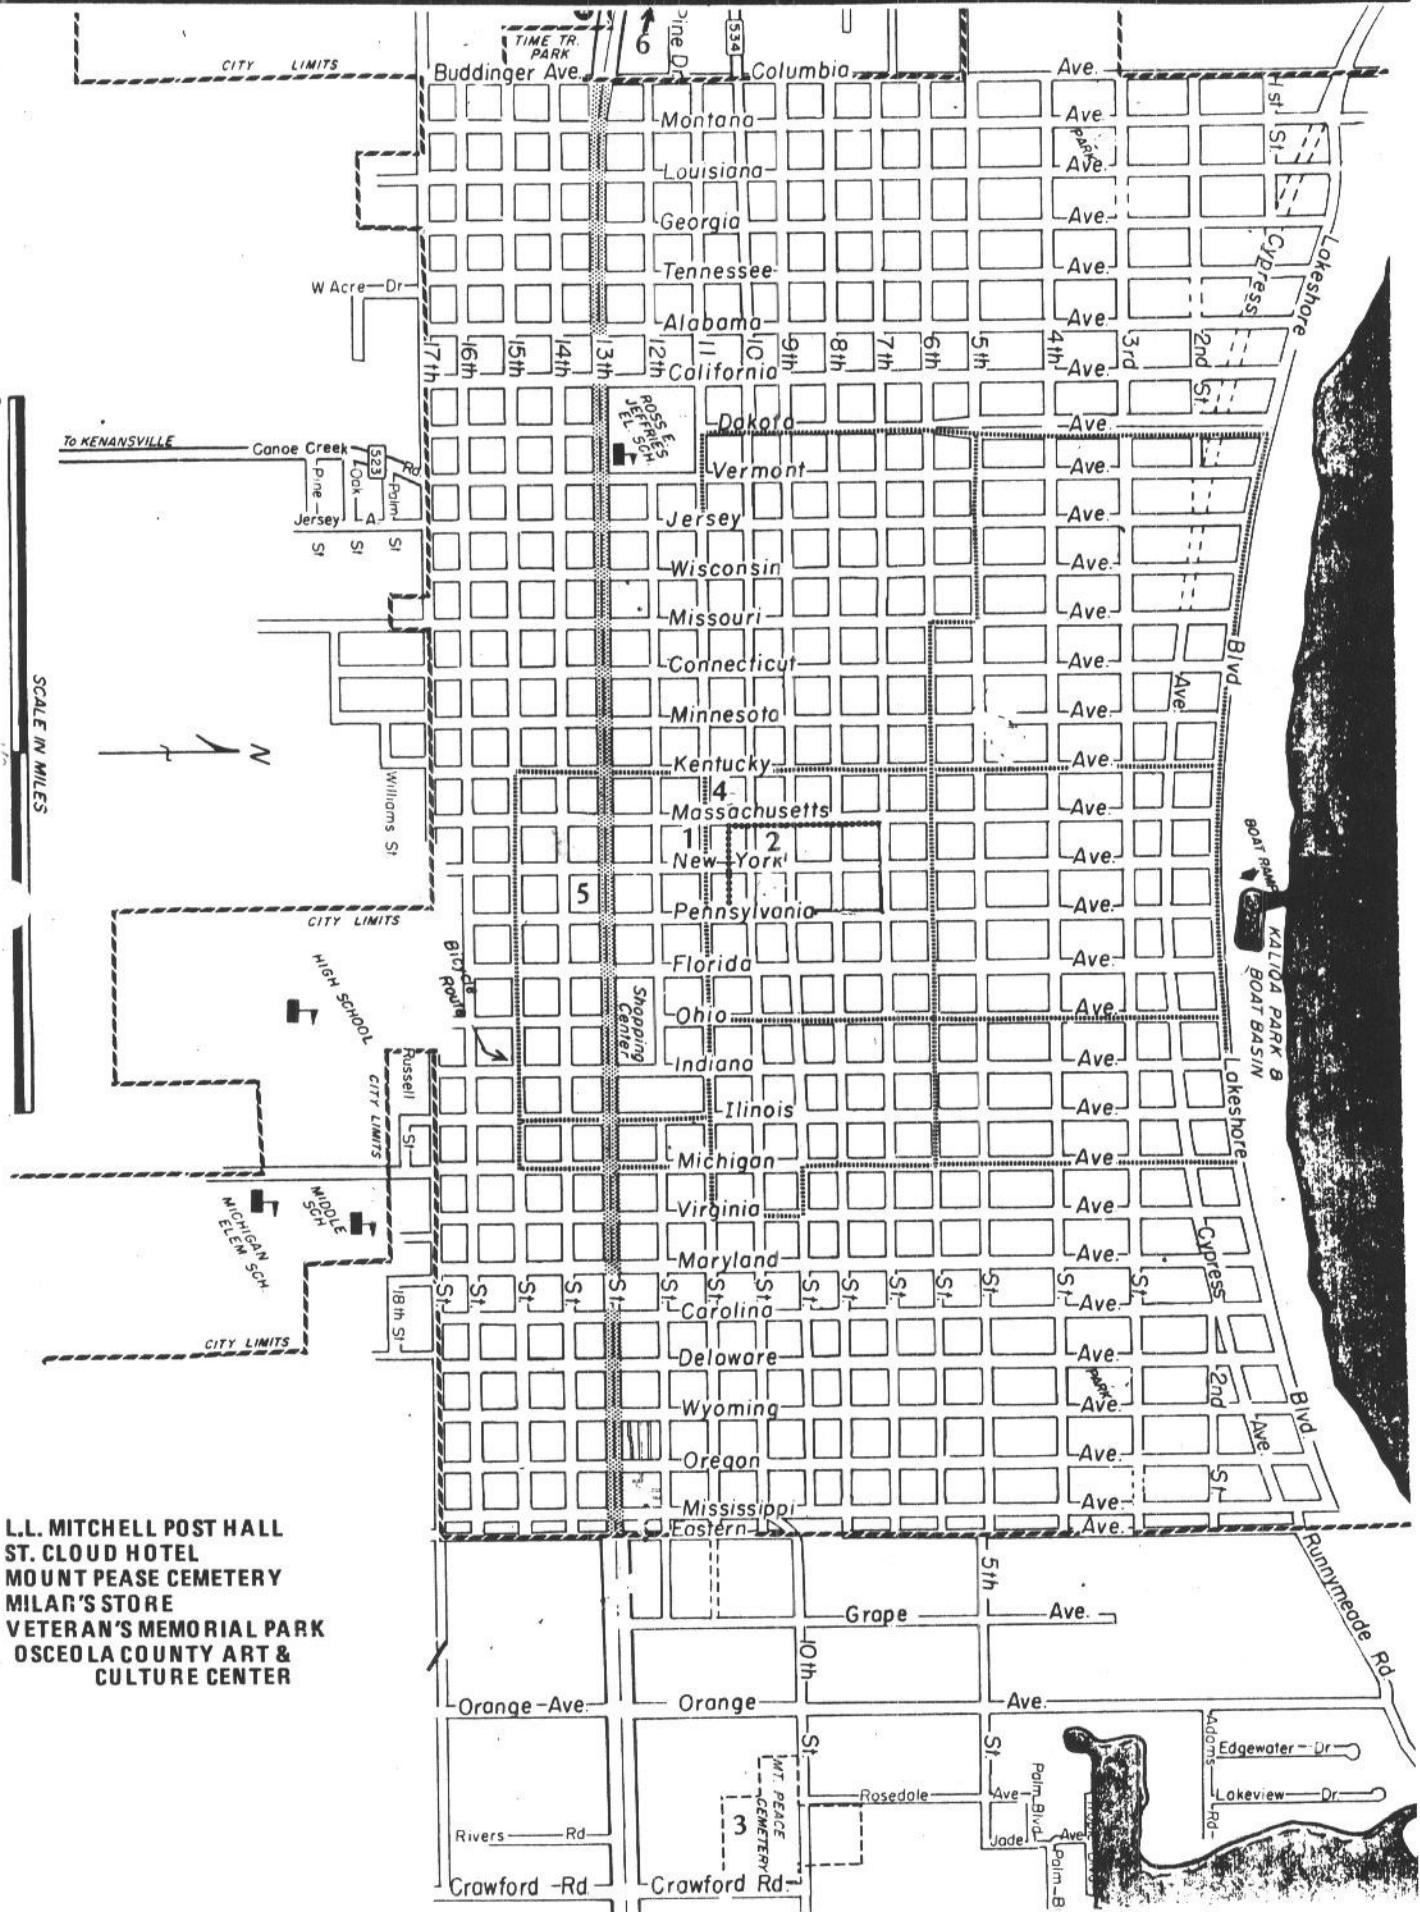 6
Pine Dr
534
TIME TR.
PARK
CITY LIMITS
Buddinger Ave.
Columbia Ave.
Montana Ave.
PARK
Louisiana Ave.
Georgia Ave.
Tennessee Ave.
W Acre Dr
Alabama Ave.
17th 16th 15th 14th 13th 12th 11 10 9th 8th 7th 6th 5th 4th 3rd 2nd St. 1st St.
Cypress
Lakeshore
California Ave.
ROSS E.
JEFFRIES
EL. SCH.
Dakota Ave.
To KENANSVILLE
Canoe Creek Rd
523
Vermont Ave.
Pine St
Oak St
Palm St
Jersey A.
Jersey Ave.
Wisconsin Ave.
Missouri Ave.
Blvd
Connecticut Ave.
Ave.
Minnesota Ave.
SCALE IN MILES
N
Kentucky Ave.
4
Williams St
Massachusetts Ave.
1
2
New York Ave.
BOAT RAMP
5
Pennsylvania Ave.
CITY LIMITS
KALIQA PARK &
BOAT BASIN
HIGH SCHOOL
BICYCLE
ROUTE
Florida Ave.
Shopping
Center
Ohio Ave.
Indiana Ave.
Russell St
CITY LIMITS
Lakeshore
Ilinois Ave.
Michigan Ave
MICHIGAN
ELEM SCH.
MIDDLE
SCH
Virginia Ave.
Cypress
Maryland Ave.
St. St. St. St. St. St. St. St. St. St. St. St. St. St. St.
18th St
Carolina Ave.
CITY LIMITS
Delaware Ave.
PARK
2nd St
Wyoming Ave.
Blvd.
Ave.
Oregon Ave.
Mississippi Ave.
Eastern Ave.
L.L. MITCHELL POST HALL
ST. CLOUD HOTEL
MOUNT PEASE CEMETERY
MILAR'S STORE
VETERAN'S MEMORIAL PARK
OSCEOLA COUNTY ART &
CULTURE CENTER
5th St.
Runnymeade Rd
Grape Ave.
10th St.
Orange Ave.
Orange Ave.
Adams Rd
Edgewater Dr
MT. PEACE
CEMETERY
3
Rosedale Ave
Palm Blvd
Lakeview Dr.
Rivers Rd
Jade Ave
Palm B
Crawford Rd
Crawford Rd